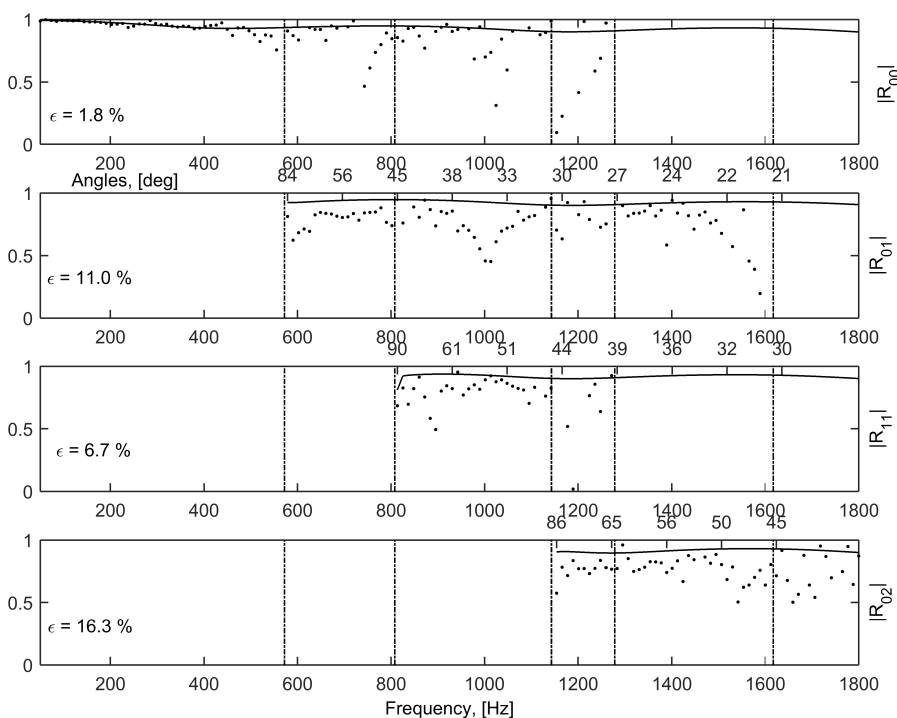 1
0.5
0
ϵ = 1.8 %
|R00|
200 400 600 800 1000 1200 1400 1600 1800
Angles, [deg]
84 56 45 38 33 30 27 24 22 21
1
0.5
0
ϵ = 11.0 %
|R01|
200 400 600 800 1000 1200 1400 1600 1800
90 61 51 44 39 36 32 30
1
0.5
0
ϵ = 6.7 %
|R11|
200 400 600 800 1000 1200 1400 1600 1800
86 65 56 50 45
1
0.5
0
ϵ = 16.3 %
|R02|
200 400 600 800 1000 1200 1400 1600 1800
Frequency, [Hz]